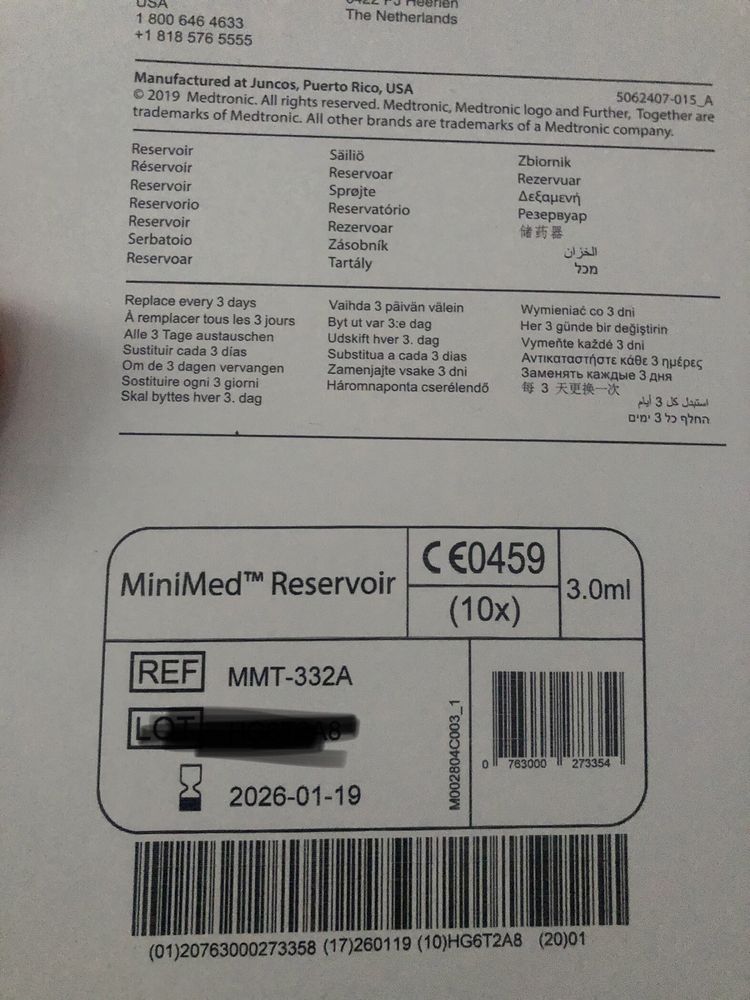 USA
1 800 646 4633
+1 818 576 5555
6422 PJ Heerlen
The Netherlands
Manufactured at Juncos, Puerto Rico, USA
5062407-015_A
© 2019 Medtronic. All rights reserved. Medtronic, Medtronic logo and Further, Together are
trademarks of Medtronic. All other brands are trademarks of a Medtronic company.
Reservoir
Réservoir
Reservoir
Reservorio
Reservoir
Serbatoio
Reservoar
Säiliö
Reservoar
Sprøjte
Reservatório
Rezervoar
Zásobník
Tartály
Zbiornik
Rezervuar
Δεξαμενή
Резервуар
储药器
الخزان
מכל
Replace every 3 days
À remplacer tous les 3 jours
Alle 3 Tage austauschen
Sustituir cada 3 días
Om de 3 dagen vervangen
Sostituire ogni 3 giorni
Skal byttes hver 3. dag
Vaihda 3 päivän välein
Byt ut var 3:e dag
Udskift hver 3. dag
Substitua a cada 3 dias
Zamenjajte vsake 3 dni
Háromnaponta cserélendő
Wymieniać co 3 dni
Her 3 günde bir değiştirin
Vymeňte každé 3 dni
Αντικαταστήστε κάθε 3 ημέρες
Заменять каждые 3 дня
每 3 天更换一次
استبدل كل 3 أيام
החלף כל 3 ימים
MiniMed™ Reservoir
CE0459
(10x)
3.0ml
REF MMT-332A
LOT
2026-01-19
M002804C003_1
0 763000 273354
(01)20763000273358 (17)260119 (10)HG6T2A8 (20)01